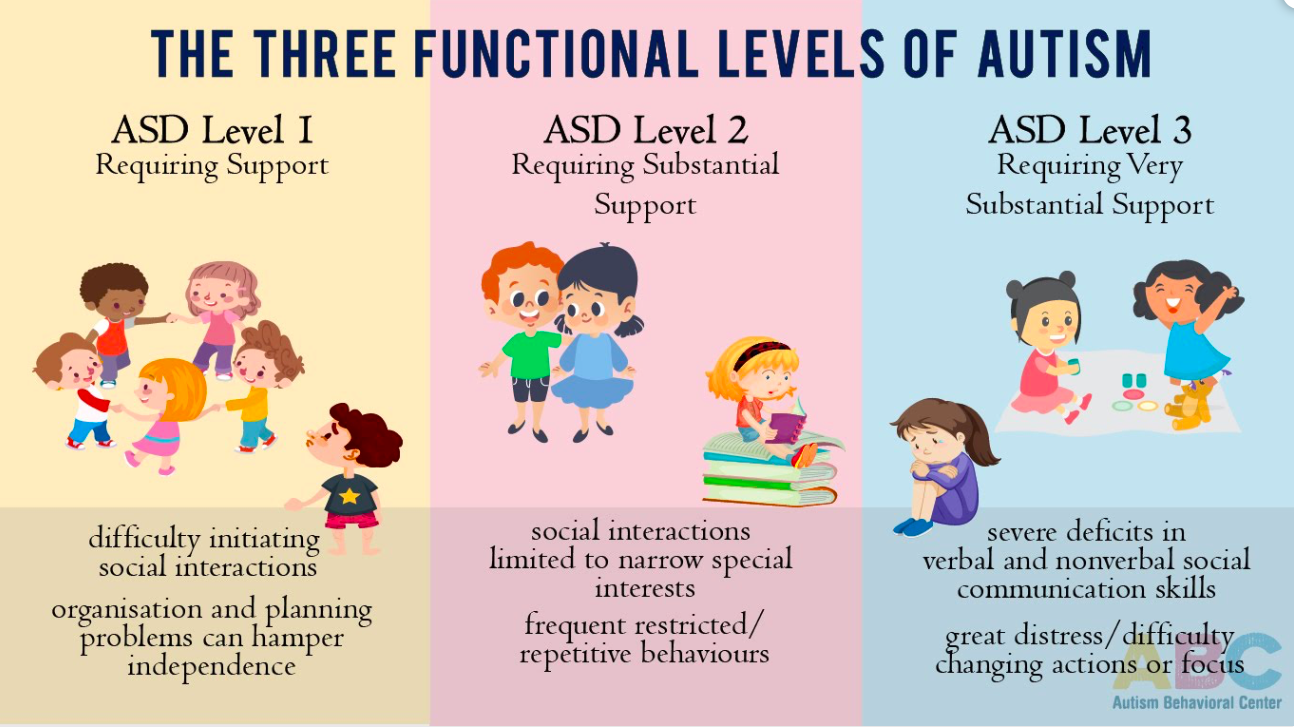 THE THREE FUNCTIONAL LEVELS OF AUTISM
ASD Level 1
Requiring Support
difficulty initiating
social interactions
organisation and planning
problems can hamper
independence
ASD Level 2
Requiring Substantial
Support
social interactions
limited to narrow special
interests
frequent restricted/
repetitive behaviours
ASD Level 3
Requiring Very
Substantial Support
severe deficits in
verbal and nonverbal social
communication skills
great distress/difficulty
changing actions or focus
ABC
Autism Behavioral Center